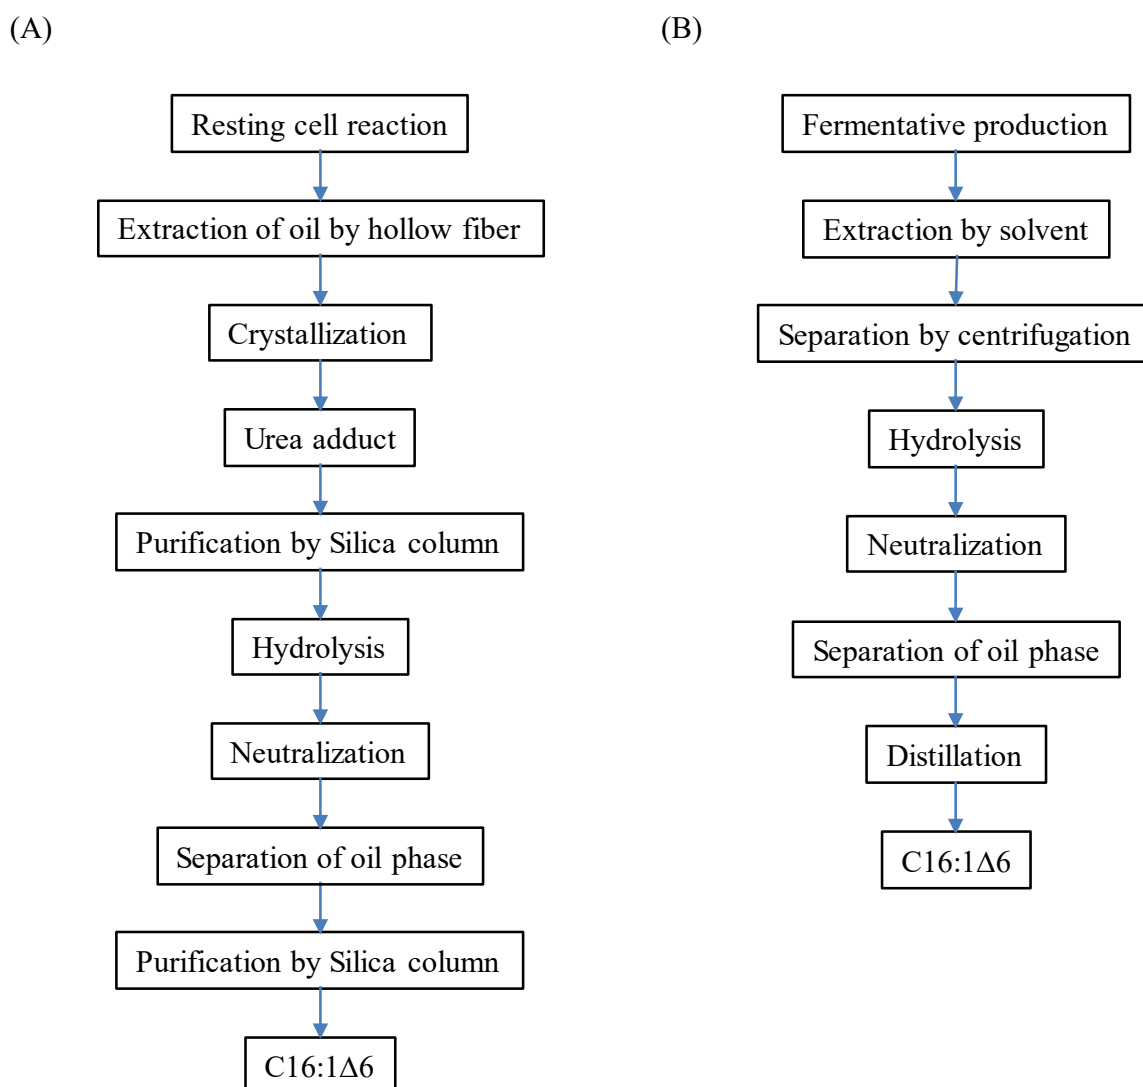 (A)
Resting cell reaction
Extraction of oil by hollow fiber
Crystallization
Urea adduct
Purification by Silica column
Hydrolysis
Neutralization
Separation of oil phase
Purification by Silica column
C16:1Δ6
(B)
Fermentative production
Extraction by solvent
Separation by centrifugation
Hydrolysis
Neutralization
Separation of oil phase
Distillation
C16:1Δ6